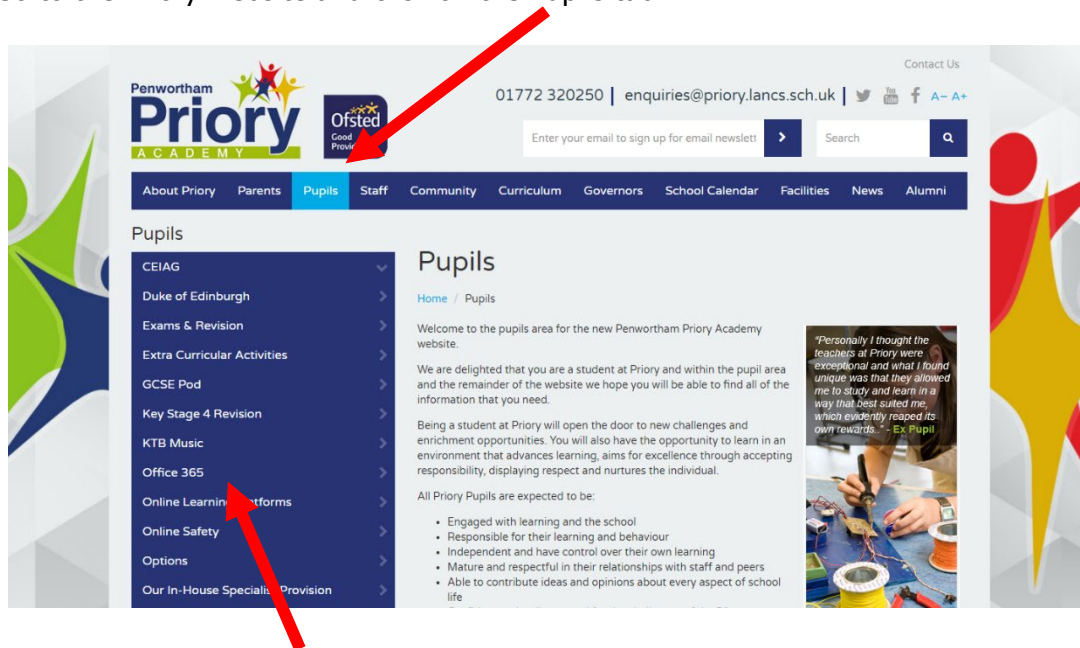 Contact Us
Penwortham
Priory
ACADEMY
Ofsted
Good
01772 320250 | enquiries@priory.lancs.sch.uk | You Tube f A- A+
Enter your email to sign up for email newslett
Search
About Priory Parents Pupils Staff Community Curriculum Governors School Calendar Facilities News Alumni
Pupils
CEIAG
Duke of Edinburgh
Exams & Revision
Extra Curricular Activities
GCSE Pod
Key Stage 4 Revision
KTB Music
Office 365
Online Learning Platforms
Online Safety
Options
Our In-House Specialist Provision
Pupils
Home / Pupils
Welcome to the pupils area for the new Penwortham Priory Academy
website.
We are delighted that you are a student at Priory and within the pupil area
and the remainder of the website we hope you will be able to find all of the
information that you need.
Being a student at Priory will open the door to new challenges and
enrichment opportunities. You will also have the opportunity to learn in an
environment that advances learning, aims for excellence through accepting
responsibility, displaying respect and nurtures the individual.
All Priory Pupils are expected to be:
• Engaged with learning and the school
• Responsible for their learning and behaviour
• Independent and have control over their own learning
• Mature and respectful in their relationships with staff and peers
• Able to contribute ideas and opinions about every aspect of school
life
"Personally I thought the
teachers at Priory were
exceptional and what I found
unique was that they allowed
me to study and learn in a
way that best suited me,
which evidently reaped its
own rewards.." - Ex Pupil